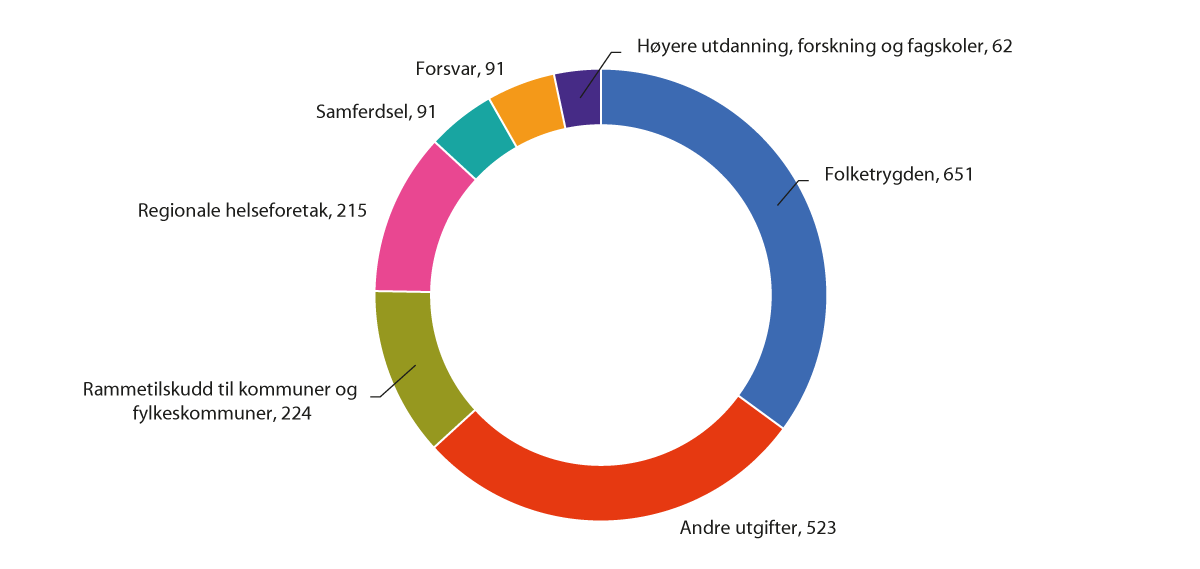 Høyere utdanning, forskning og fagskoler, 62
Forsvar, 91
Samferdsel, 91
Folketrygden, 651
Regionale helseforetak, 215
Rammetilskudd til kommuner og
fylkeskommuner, 224
Andre utgifter, 523